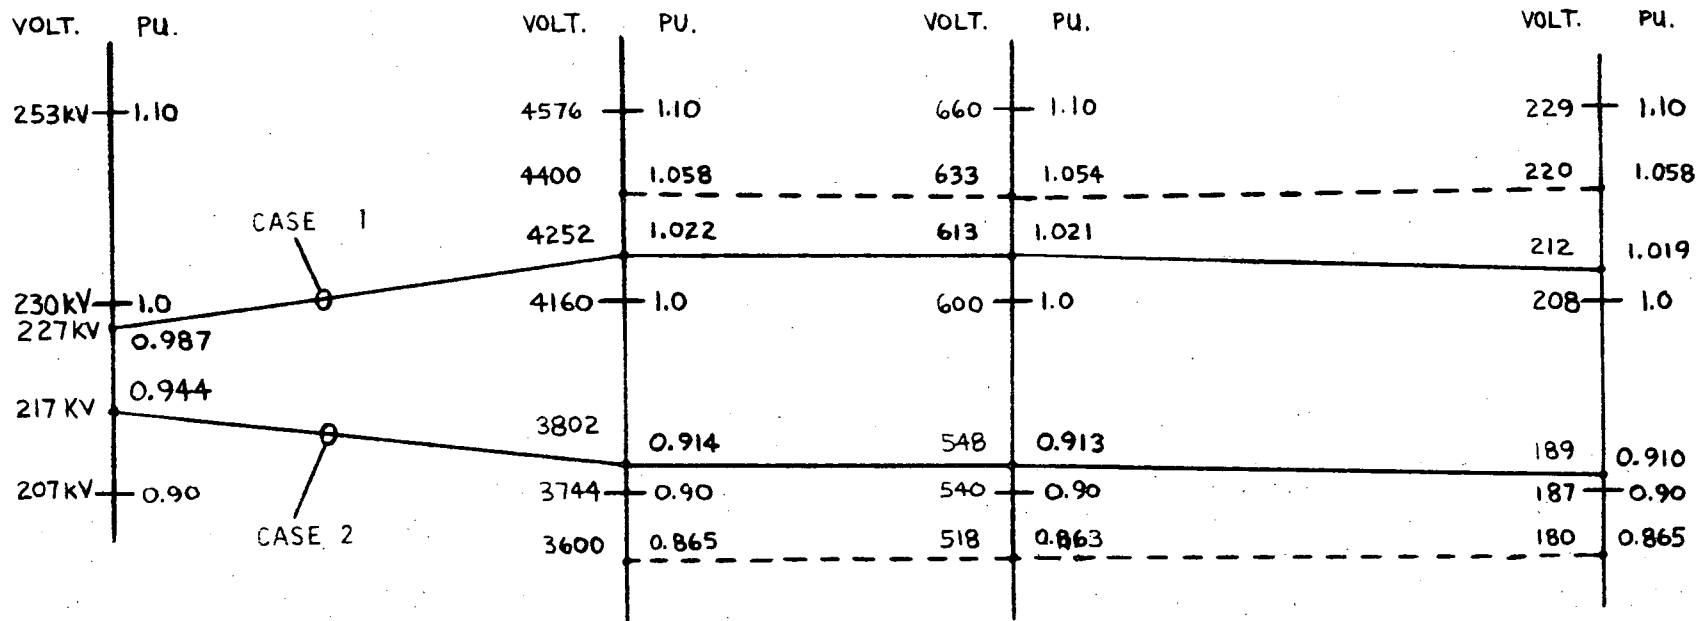 VOLT. PU. VOLT. PU. VOLT. PU. VOLT. PU.
253KV 1.10 4576 1.10 660 1.10 229 1.10
4400 1.058 633 1.054 220 1.058
CASE 1
4252 1.022 613 1.021 212 1.019
230KV 1.0 4160 1.0 600 1.0 208 1.0
227KV 0.987
0.944
217 KV
3802 0.914 548 0.913 189 0.910
207KV 0.90 3744 0.90 540 0.90 187 0.90
CASE 2
3600 0.865 518 0.863 180 0.865